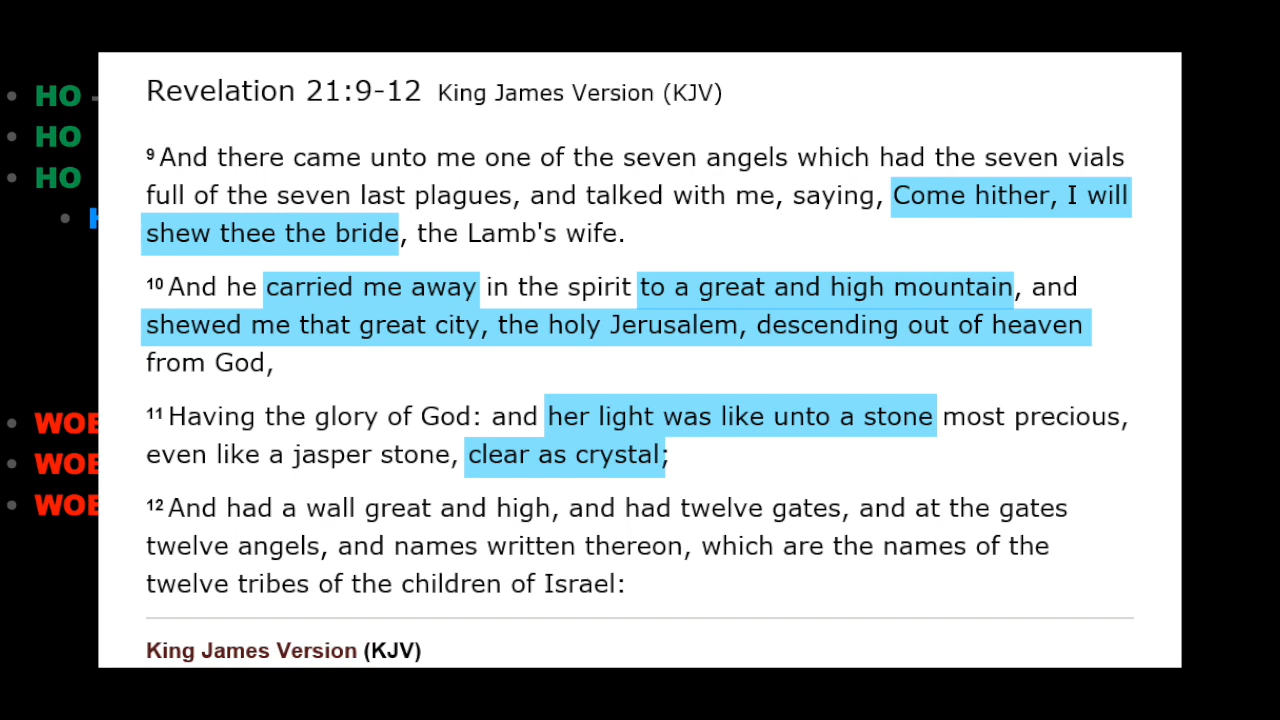 Revelation 21:9-12 King James Version (KJV)
HO -
HO
HO
9 And there came unto me one of the seven angels which had the seven vials
full of the seven last plagues, and talked with me, saying, Come hither, I will
shew thee the bride, the Lamb's wife.
10 And he carried me away in the spirit to a great and high mountain, and
shewed me that great city, the holy Jerusalem, descending out of heaven
from God,
11 Having the glory of God: and her light was like unto a stone most precious,
even like a jasper stone, clear as crystal;
12 And had a wall great and high, and had twelve gates, and at the gates
twelve angels, and names written thereon, which are the names of the
twelve tribes of the children of Israel:
WOE
WOE
WOE
King James Version (KJV)